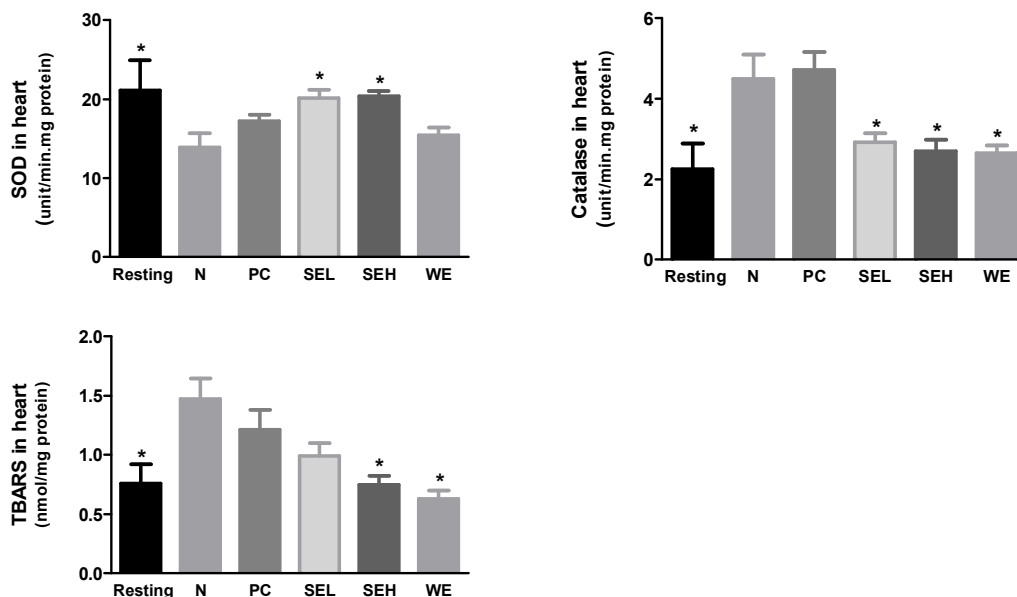 SOD in heart
(unit/min.mg protein)
30
20
10
0
*
*
*
Resting N PC SEL SEH WE
Catalase in heart
(unit/min.mg protein)
6
4
2
0
*
*
*
*
Resting N PC SEL SEH WE
TBARS in heart
(nmol/mg protein)
2.0
1.5
1.0
0.5
0.0
*
*
*
Resting N PC SEL SEH WE